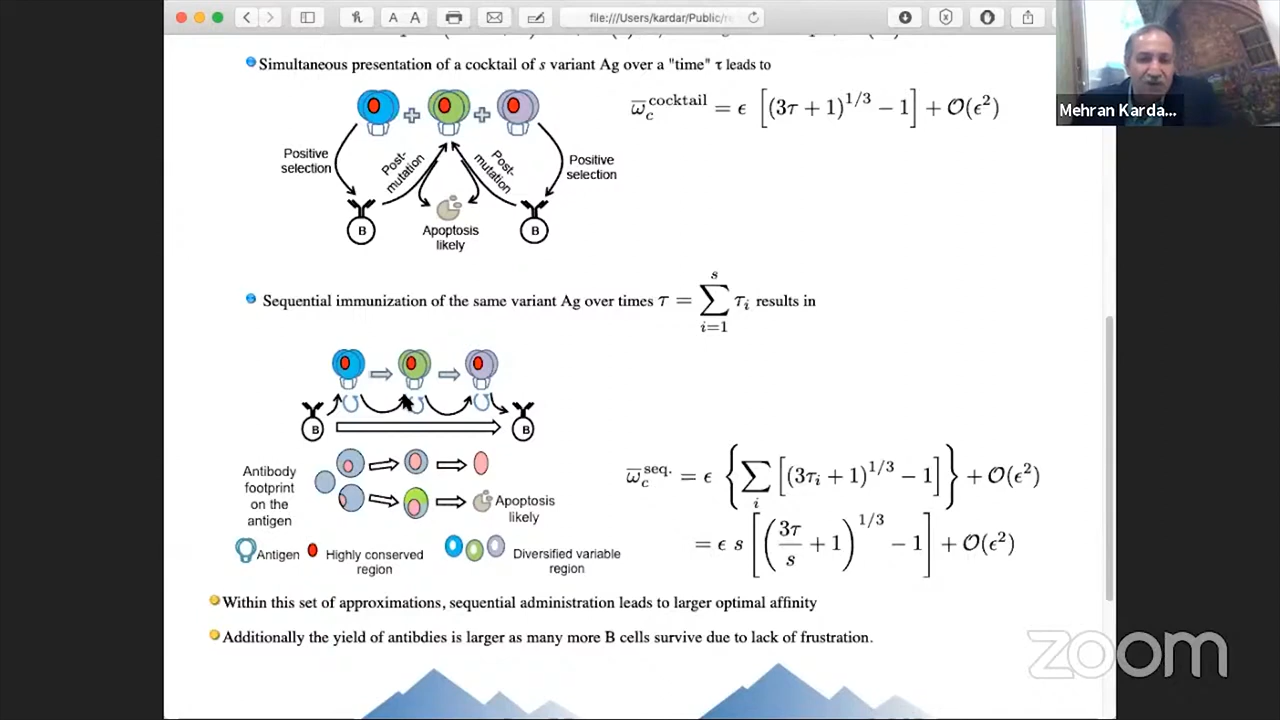 file:///Users/kardar/Public/
Mehran Karda...
Simultaneous presentation of a cocktail of s variant Ag over a "time" τ leads to
ω̅_c^cocktail = ϵ [(3τ + 1)^{1/3} − 1] + O(ϵ²)
Positive
selection
Post-
mutation
Post-
mutation
Positive
selection
B
Apoptosis
likely
B
Sequential immunization of the same variant Ag over times τ = ∑_{i=1}^{s} τ_i results in
B
B
Antibody
footprint
on the
antigen
Apoptosis
likely
ω̅_c^seq. = ϵ {∑_i [(3τ_i + 1)^{1/3} − 1]} + O(ϵ²)
= ϵ s [(3τ/s + 1)^{1/3} − 1] + O(ϵ²)
Antigen
Highly conserved
region
Diversified variable
region
Within this set of approximations, sequential administration leads to larger optimal affinity
Additionally the yield of antibdies is larger as many more B cells survive due to lack of frustration.
zoom